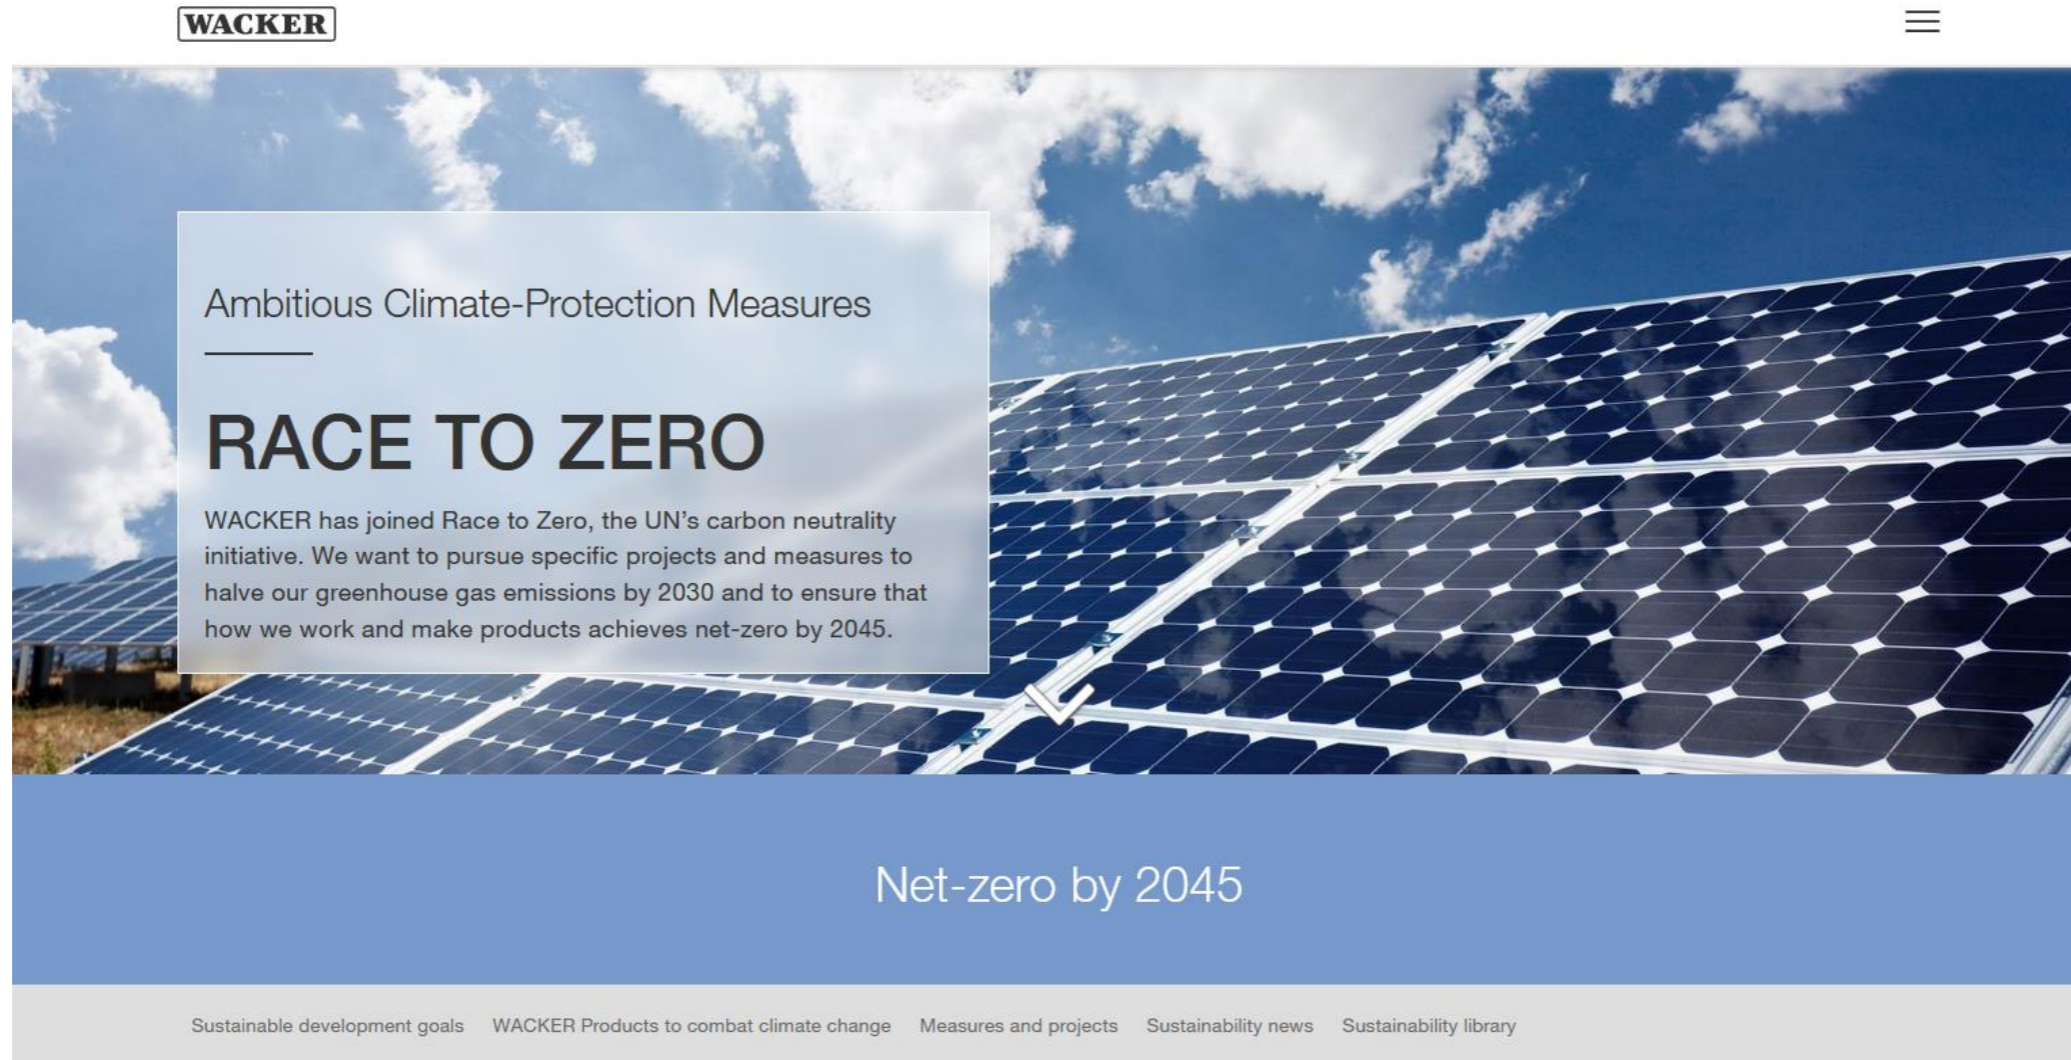 WACKER
Ambitious Climate-Protection Measures
RACE TO ZERO
WACKER has joined Race to Zero, the UN's carbon neutrality
initiative. We want to pursue specific projects and measures to
halve our greenhouse gas emissions by 2030 and to ensure that
how we work and make products achieves net-zero by 2045.
Net-zero by 2045
Sustainable development goals WACKER Products to combat climate change Measures and projects Sustainability news Sustainability library